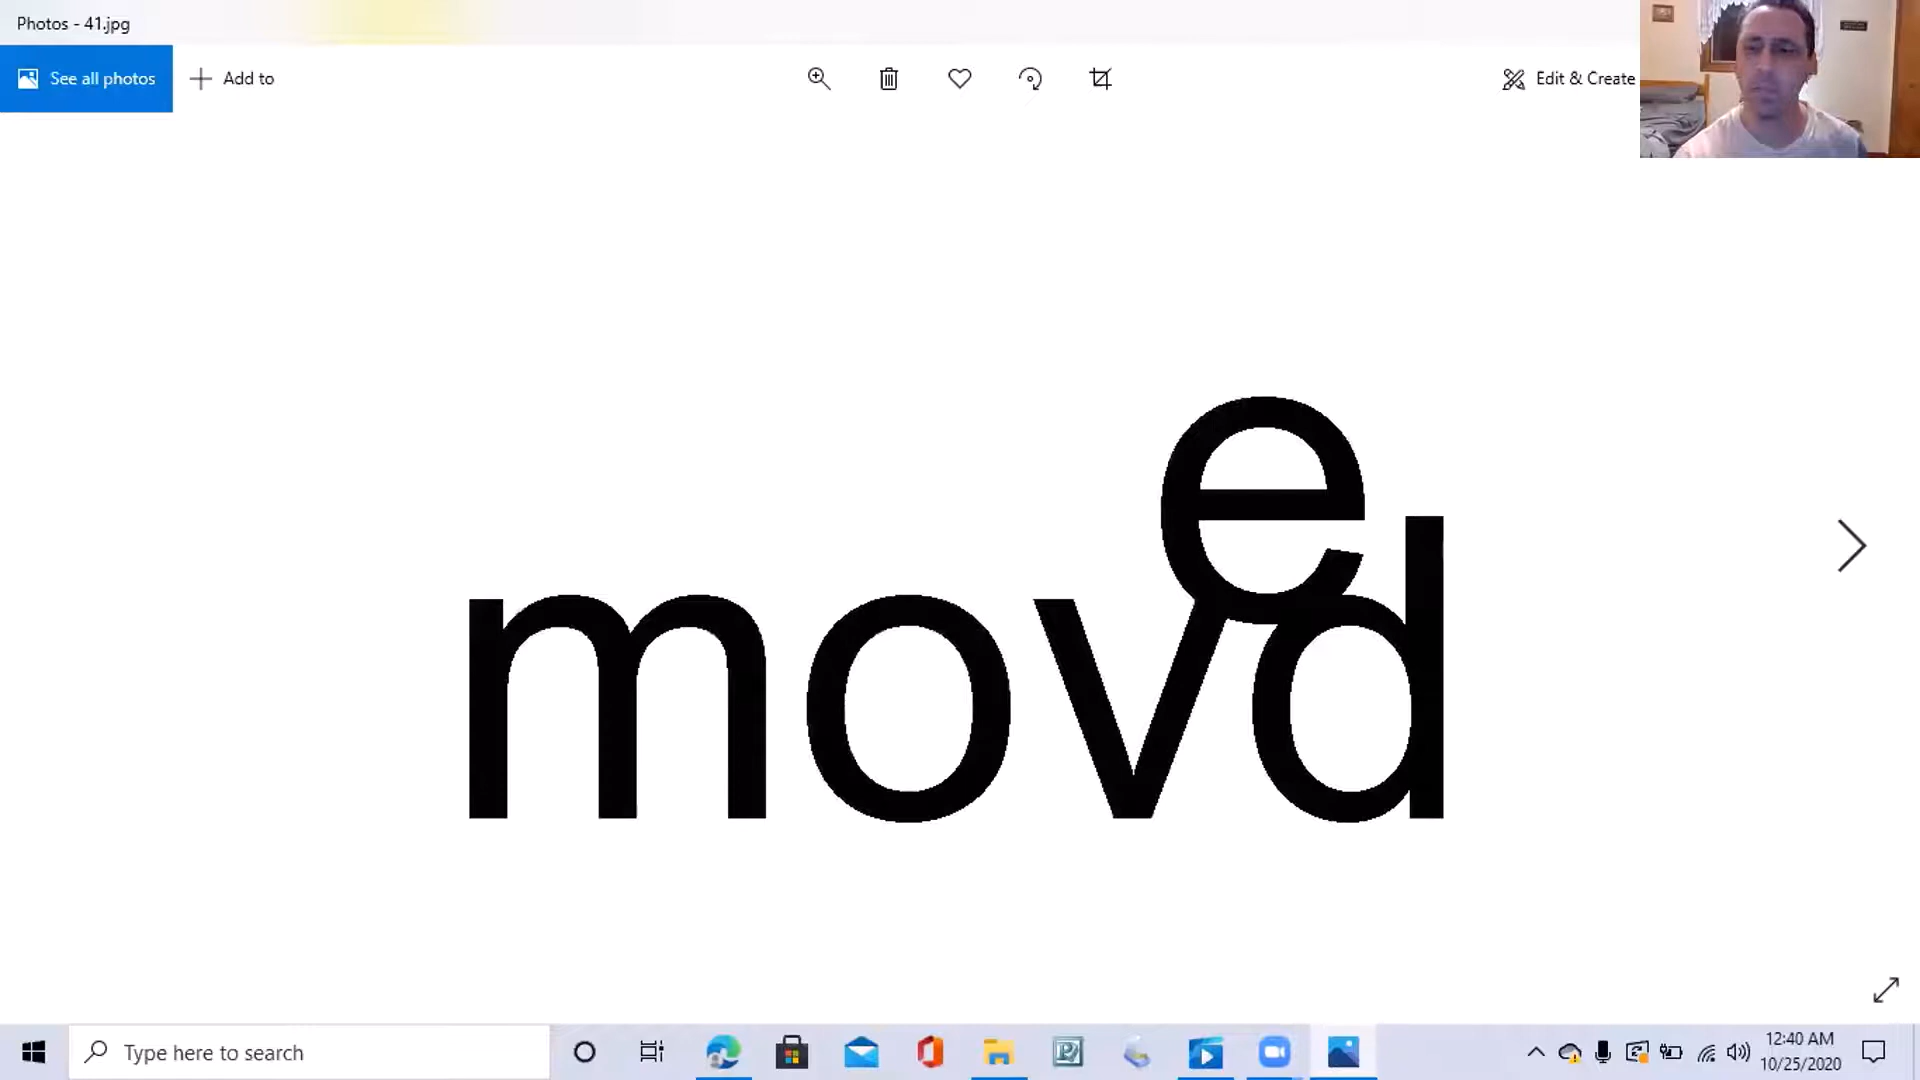 Photos - 41.jpg
See all photos
Add to
Edit & Create
moved
Type here to search
12:40 AM
10/25/2020